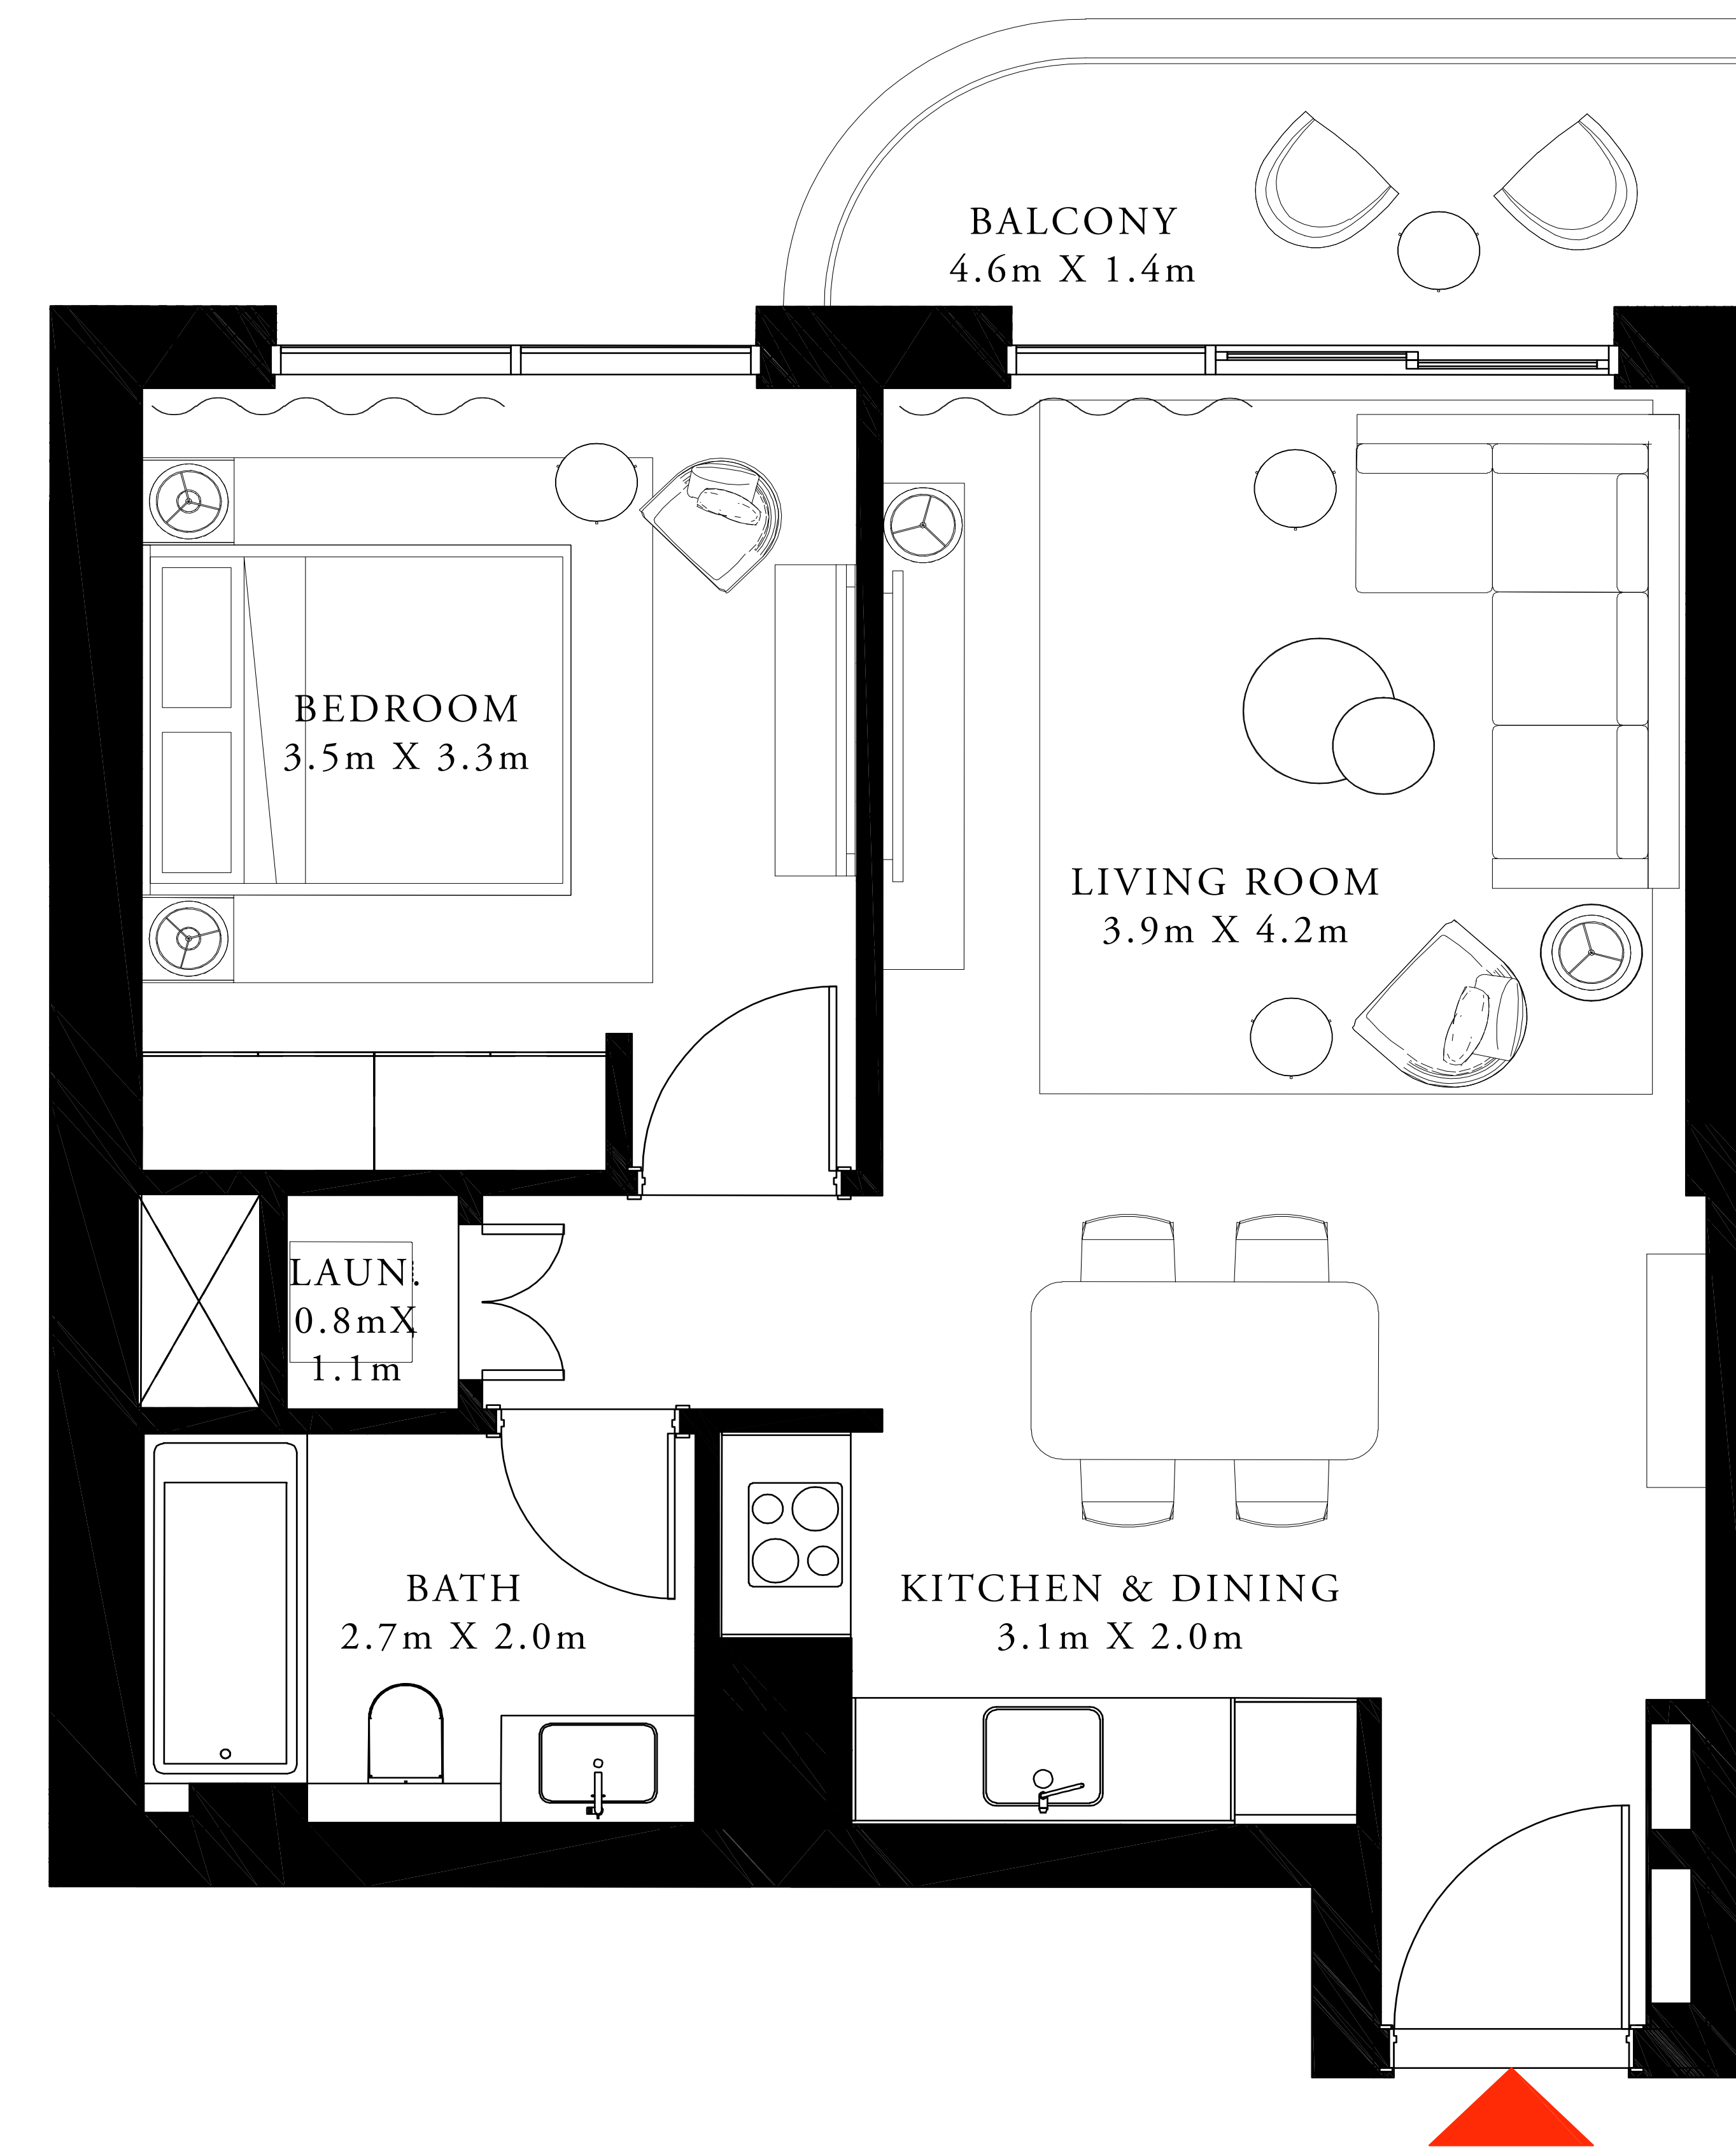 BALCONY
4.6m X 1.4m
BEDROOM
3.5m X 3.3m
LIVING ROOM
3.9m X 4.2m
LAUN.
0.8mX
1.1m
BATH
2.7m X 2.0m
KITCHEN & DINING
3.1m X 2.0m